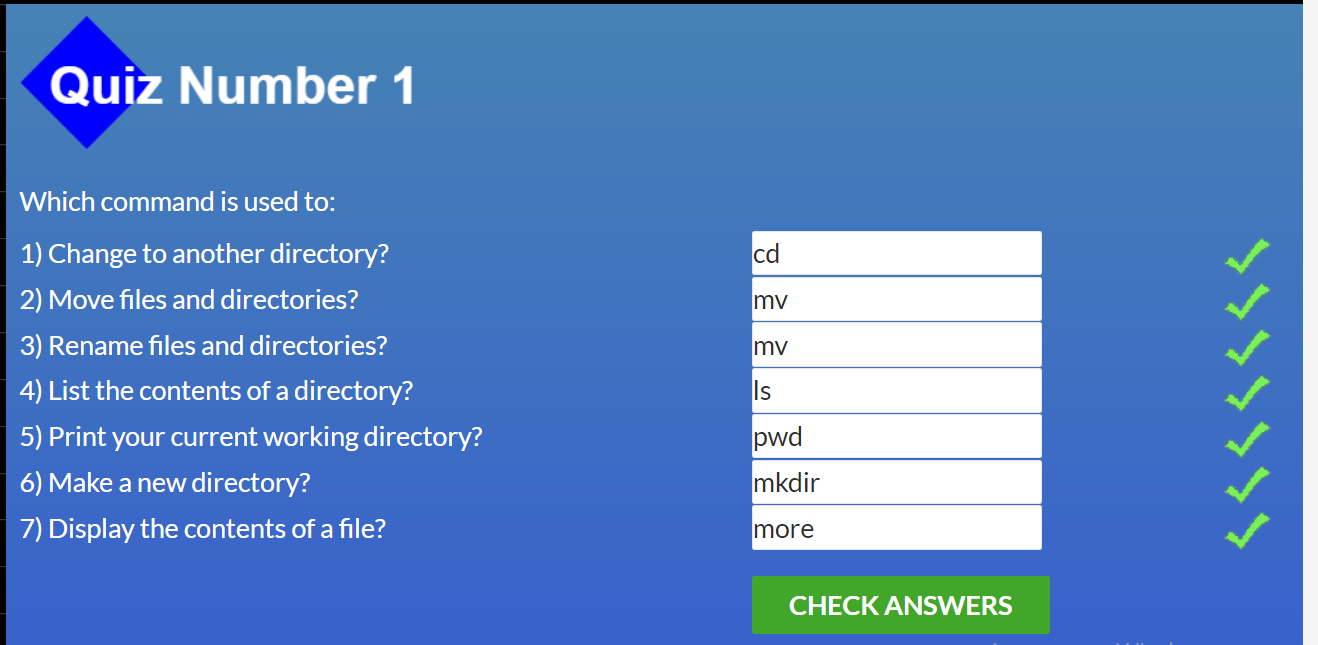 Quiz Number 1
Which command is used to:
1) Change to another directory? cd
2) Move files and directories? mv
3) Rename files and directories? mv
4) List the contents of a directory? ls
5) Print your current working directory? pwd
6) Make a new directory? mkdir
7) Display the contents of a file? more
CHECK ANSWERS